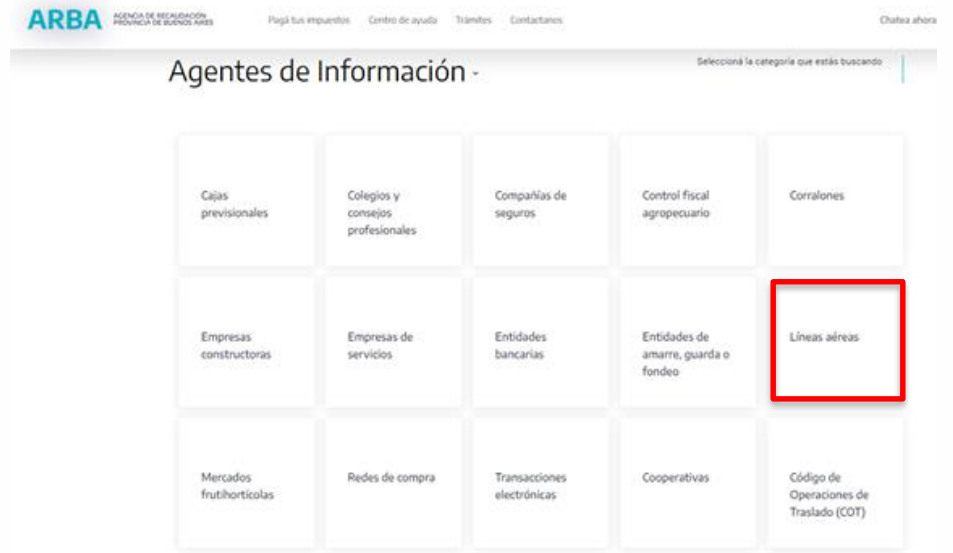 ARBA
AGENCIA DE RECAUDACIÓN
PROVINCIA DE BUENOS AIRES
Pagá tus impuestos Centro de ayuda Trámites Contactanos
Chatea ahora
Agentes de Información
Seleccioná la categoría que estás buscando
Cajas
previsionales
Colegios y
consejos
profesionales
Compañías de
seguros
Control fiscal
agropecuario
Corralones
Empresas
constructoras
Empresas de
servicios
Entidades
bancarias
Entidades de
amarre, guarda o
fondeo
Líneas aéreas
Mercados
frutihortícolas
Redes de compra
Transacciones
electrónicas
Cooperativas
Código de
Operaciones de
Traslado (COT)